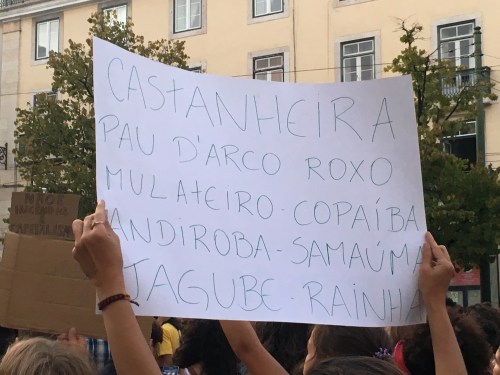 CAStANHEIRA
PAU D'ARCO ROXO
MULAtEIRO · COPAÍBA
ANDIROBA - SAMAÚMA
JAGUBE · RAINHA